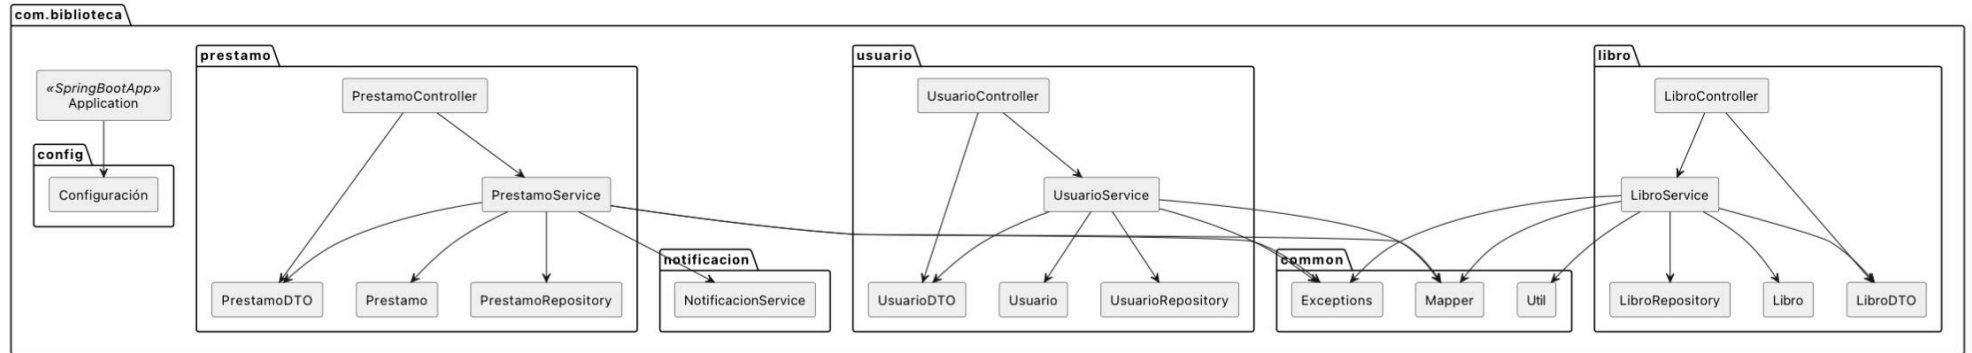 com.biblioteca
prestamo
usuario
libro
«SpringBootApp»
Application
PrestamoController
UsuarioController
LibroController
config
Configuración
PrestamoService
UsuarioService
LibroService
notificacion
common
PrestamoDTO
Prestamo
PrestamoRepository
NotificacionService
UsuarioDTO
Usuario
UsuarioRepository
Exceptions
Mapper
Util
LibroRepository
Libro
LibroDTO